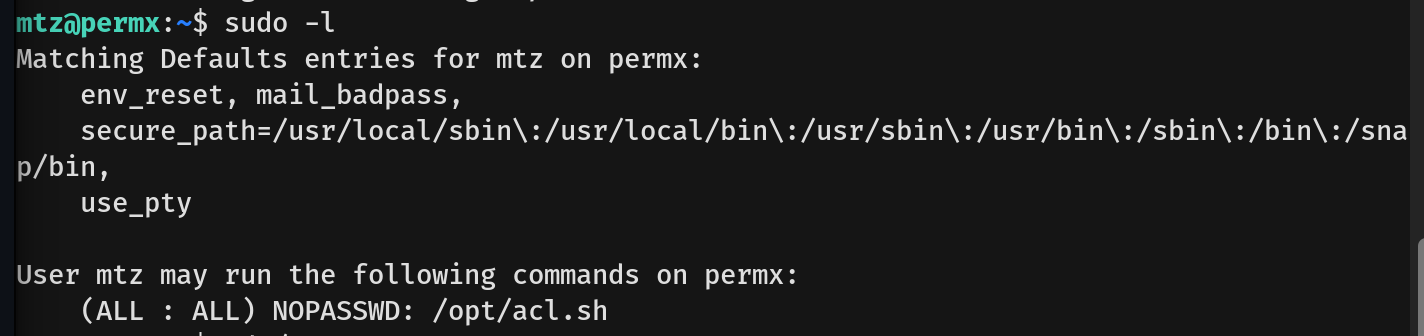 mtz@permx:~$ sudo -l
Matching Defaults entries for mtz on permx:
    env_reset, mail_badpass,
    secure_path=/usr/local/sbin\:/usr/local/bin\:/usr/sbin\:/usr/bin\:/sbin\:/bin\:/sna
p/bin,
    use_pty

User mtz may run the following commands on permx:
    (ALL : ALL) NOPASSWD: /opt/acl.sh